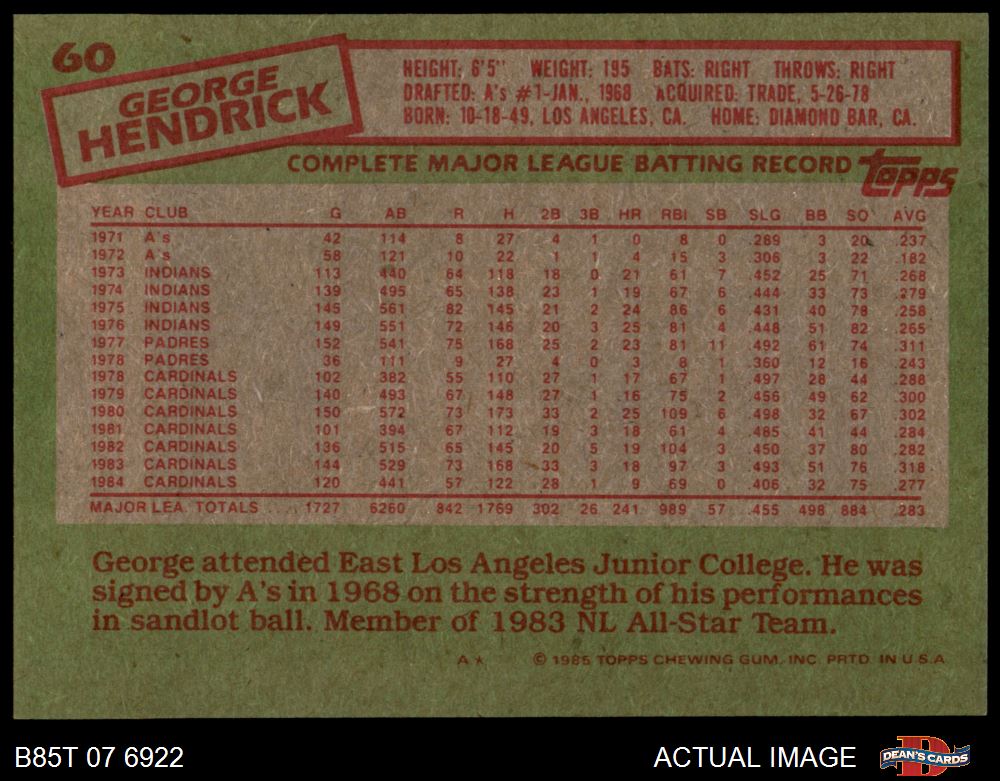 60
GEORGE
HENDRICK
HEIGHT: 6'5" WEIGHT: 195 BATS: RIGHT THROWS: RIGHT
DRAFTED: A's #1-JAN., 1968 ACQUIRED: TRADE, 5-26-78
BORN: 10-18-49, LOS ANGELES, CA. HOME: DIAMOND BAR, CA.
COMPLETE MAJOR LEAGUE BATTING RECORD Topps
YEAR CLUB G AB R H 2B 3B HR RBI SB SLG BB SO AVG
1971 A's 42 114 8 27 4 1 0 8 0 .289 3 20 .237
1972 A's 58 121 10 22 1 1 4 15 3 .306 3 22 .182
1973 INDIANS 113 440 64 118 18 0 21 61 7 .452 25 71 .268
1974 INDIANS 139 495 65 138 23 1 19 67 6 .444 33 73 .279
1975 INDIANS 145 561 82 145 21 2 24 86 6 .431 40 78 .258
1976 INDIANS 149 551 72 146 20 3 25 81 4 .448 51 82 .265
1977 PADRES 152 541 75 168 25 2 23 81 11 .492 61 74 .311
1978 PADRES 36 111 9 27 4 0 3 8 1 .360 12 16 .243
1978 CARDINALS 102 382 55 110 27 1 17 67 1 .497 28 44 .288
1979 CARDINALS 140 493 67 148 27 1 16 75 2 .456 49 62 .300
1980 CARDINALS 150 572 73 173 33 2 25 109 6 .498 32 67 .302
1981 CARDINALS 101 394 67 112 19 3 18 61 4 .485 41 44 .284
1982 CARDINALS 136 515 65 145 20 5 19 104 3 .450 37 80 .282
1983 CARDINALS 144 529 73 168 33 3 18 97 3 .493 51 76 .318
1984 CARDINALS 120 441 57 122 28 1 9 69 0 .406 32 75 .277
MAJOR LEA. TOTALS .... 1727 6260 842 1769 302 26 241 989 57 .455 498 884 .283
George attended East Los Angeles Junior College. He was
signed by A's in 1968 on the strength of his performances
in sandlot ball. Member of 1983 NL All-Star Team.
A★ © 1985 TOPPS CHEWING GUM, INC. PRTD. IN U.S.A.
B85T 07 6922 ACTUAL IMAGE DEAN'S CARDS